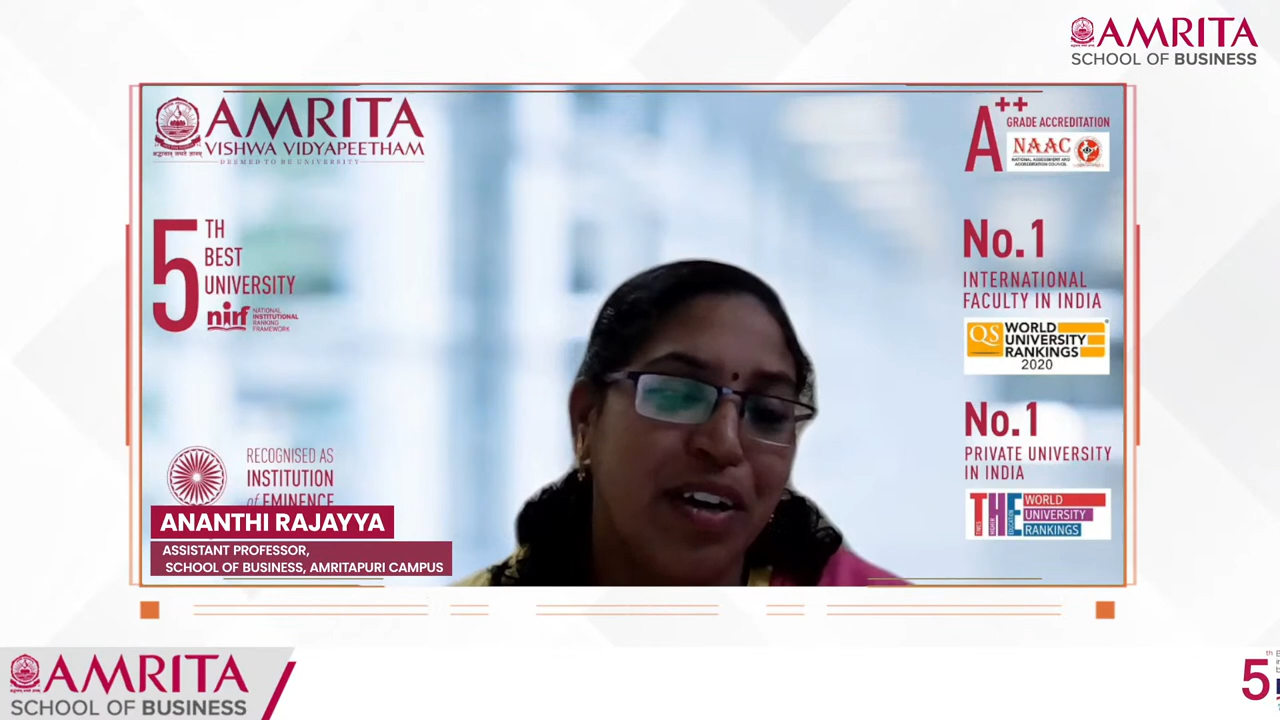 AMRITA
SCHOOL OF BUSINESS
AMRITA
VISHWA VIDYAPEETHAM
DEEMED TO BE UNIVERSITY
A++
GRADE ACCREDITATION
NAAC
NATIONAL ASSESSMENT AND
ACCREDITATION COUNCIL
5TH
BEST
UNIVERSITY
nirf
NATIONAL
INSTITUTIONAL
RANKING
FRAMEWORK
No.1
INTERNATIONAL
FACULTY IN INDIA
QS WORLD
UNIVERSITY
RANKINGS
2020
No.1
PRIVATE UNIVERSITY
IN INDIA
THE WORLD
UNIVERSITY
RANKINGS
RECOGNISED AS
INSTITUTION
of EMINENCE
ANANTHI RAJAYYA
ASSISTANT PROFESSOR,
SCHOOL OF BUSINESS, AMRITAPURI CAMPUS
AMRITA
SCHOOL OF BUSINESS
5th